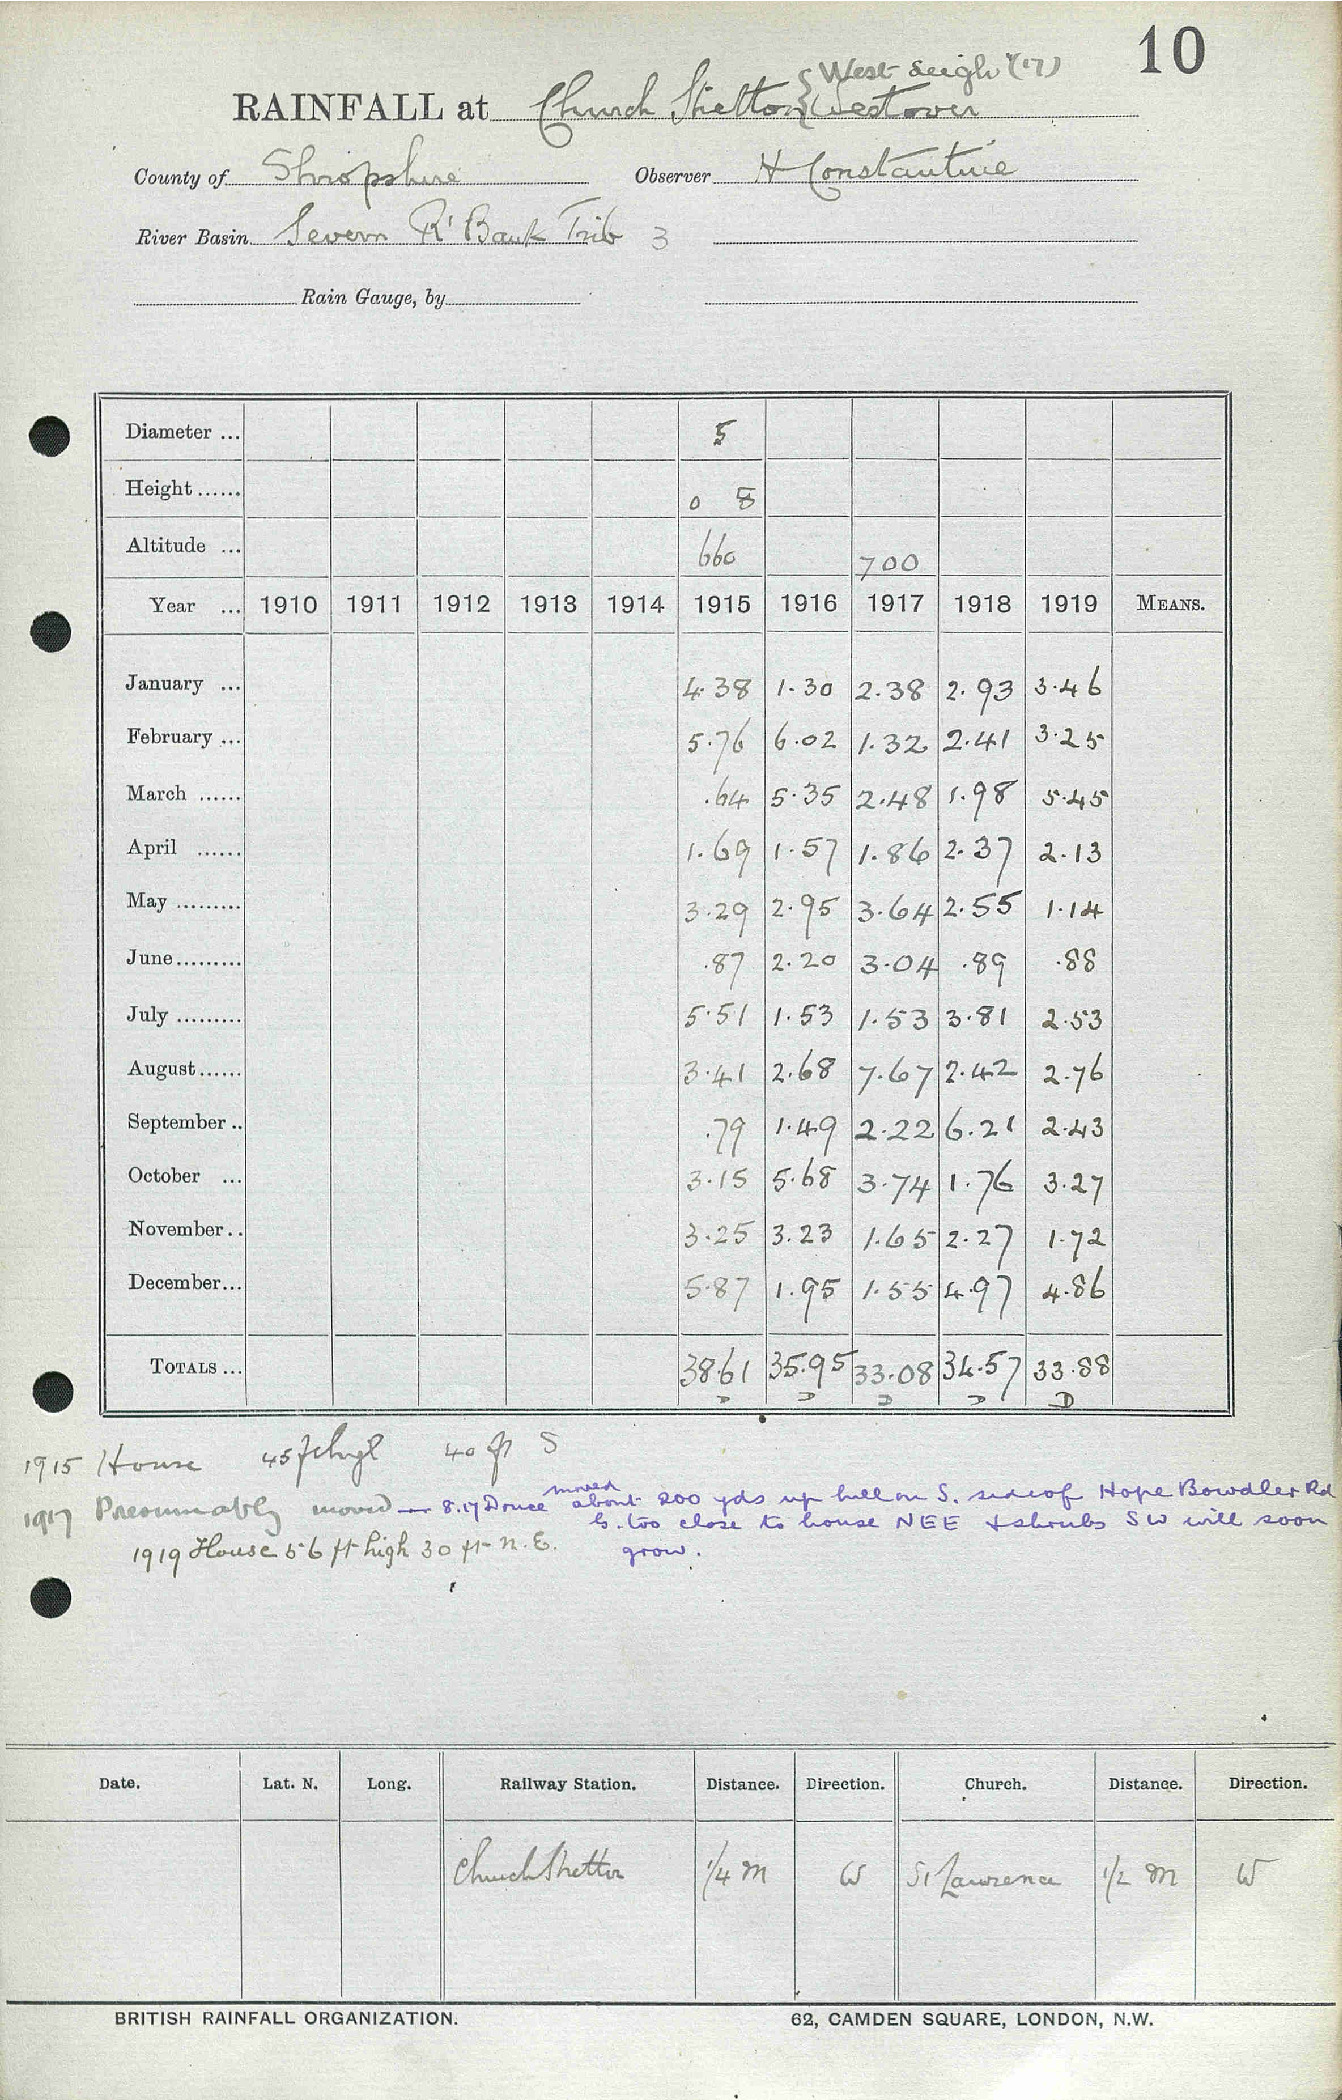 10
West Leigh (17)
RAINFALL at Church Stretton { Westover
County of Shropshire Observer H Constantine
River Basin Severn R' Bank Trib 3
Rain Gauge, by
Diameter ... 5
Height ...... 0 8
Altitude ... 660 700
Year ... 1910 1911 1912 1913 1914 1915 1916 1917 1918 1919 MEANS.
January ... 4.38 1.30 2.38 2.93 3.46
February ... 5.76 6.02 1.32 2.41 3.25
March ...... .64 5.35 2.48 1.98 5.45
April ...... 1.69 1.57 1.86 2.37 2.13
May ......... 3.29 2.95 3.64 2.55 1.14
June ......... .87 2.20 3.04 .89 .88
July ......... 5.51 1.53 1.53 3.81 2.53
August ...... 3.41 2.68 7.67 2.42 2.76
September .. .79 1.49 2.22 6.21 2.43
October ... 3.15 5.68 3.74 1.76 3.27
November .. 3.25 3.23 1.65 2.27 1.72
December ... 5.87 1.95 1.55 4.97 4.86
TOTALS ... 38.61 35.95 33.08 34.57 33.88
D D D D D
1915 House 45 ft high 40 ft S
moved
1917 Presumably moved — 8.17 about 200 yds up hill on S. side of Hope Bowdler Rd
G. too close to house NEE & shrubs SW will soon
1919 House 56 ft high 30 ft N.E. grow.
Date. Lat. N. Long. Railway Station. Distance. Direction. Church. Distance. Direction.
Church Stretton 1/4 m W St Lawrence 1/2 m W
BRITISH RAINFALL ORGANIZATION. 62, CAMDEN SQUARE, LONDON, N.W.